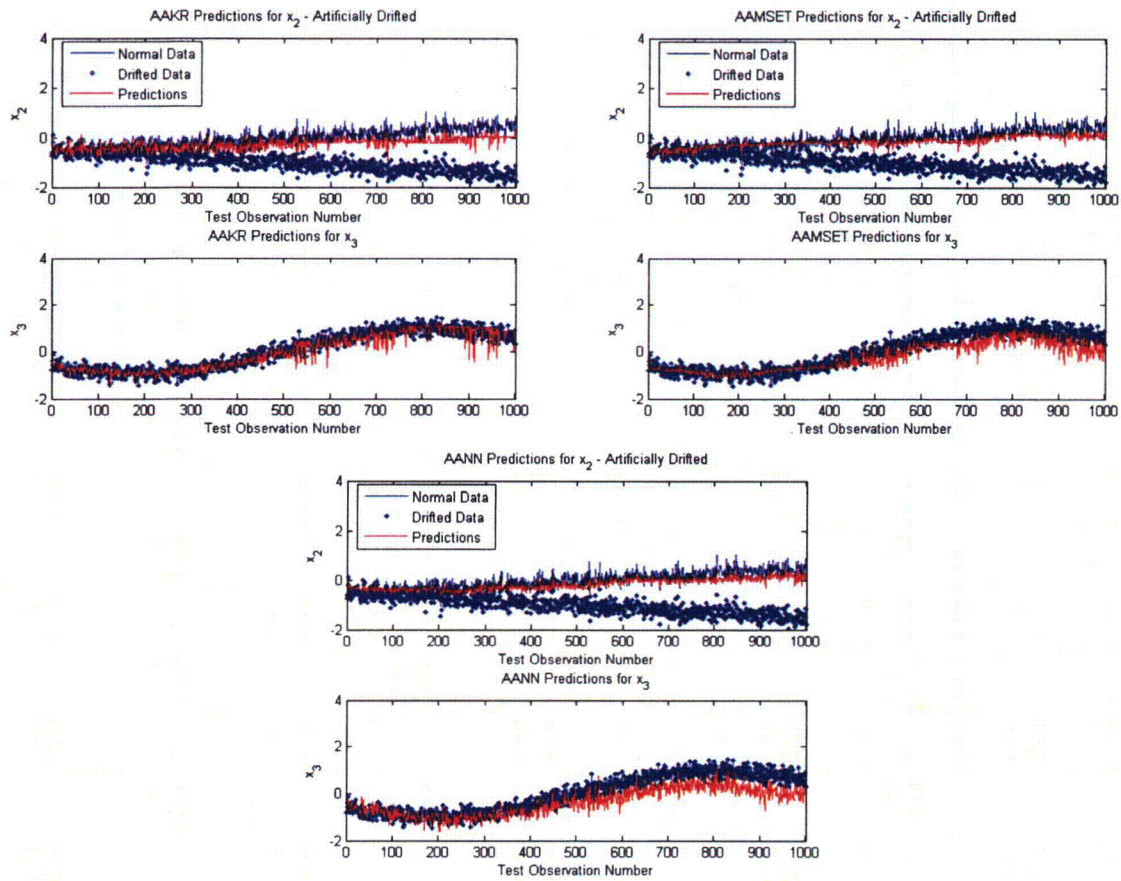 AAKR Predictions for x2 - Artificially Drifted
4
2
0
-2
x2
Normal Data
Drifted Data
Predictions
0 100 200 300 400 500 600 700 800 900 1000
Test Observation Number
AAKR Predictions for x3
4
2
0
-2
x3
0 100 200 300 400 500 600 700 800 900 1000
Test Observation Number
AAMSET Predictions for x2 - Artificially Drifted
4
2
0
-2
x2
Normal Data
Drifted Data
Predictions
0 100 200 300 400 500 600 700 800 900 1000
Test Observation Number
AAMSET Predictions for x3
4
2
0
-2
x3
0 100 200 300 400 500 600 700 800 900 1000
Test Observation Number
AANN Predictions for x2 - Artificially Drifted
4
2
0
-2
x2
Normal Data
Drifted Data
Predictions
0 100 200 300 400 500 600 700 800 900 1000
Test Observation Number
AANN Predictions for x3
4
2
0
-2
x3
0 100 200 300 400 500 600 700 800 900 1000
Test Observation Number